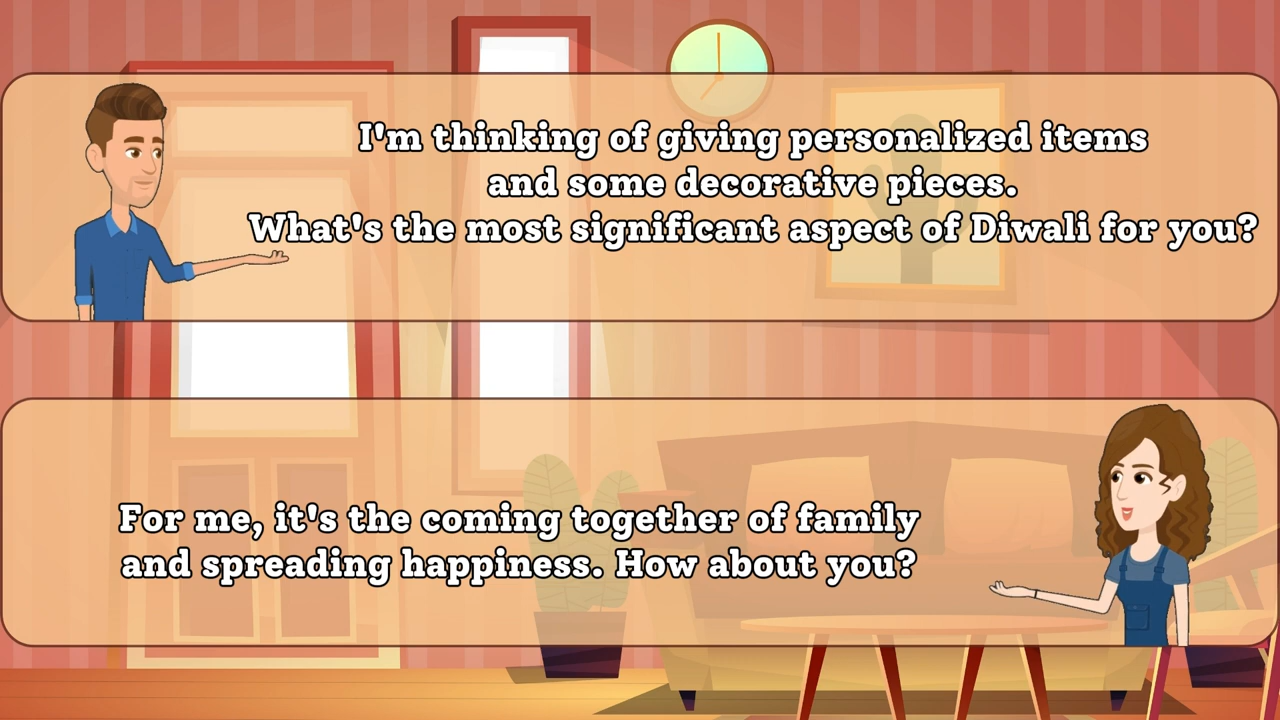 I'm thinking of giving personalized items
and some decorative pieces.
What's the most significant aspect of Diwali for you?
For me, it's the coming together of family
and spreading happiness. How about you?